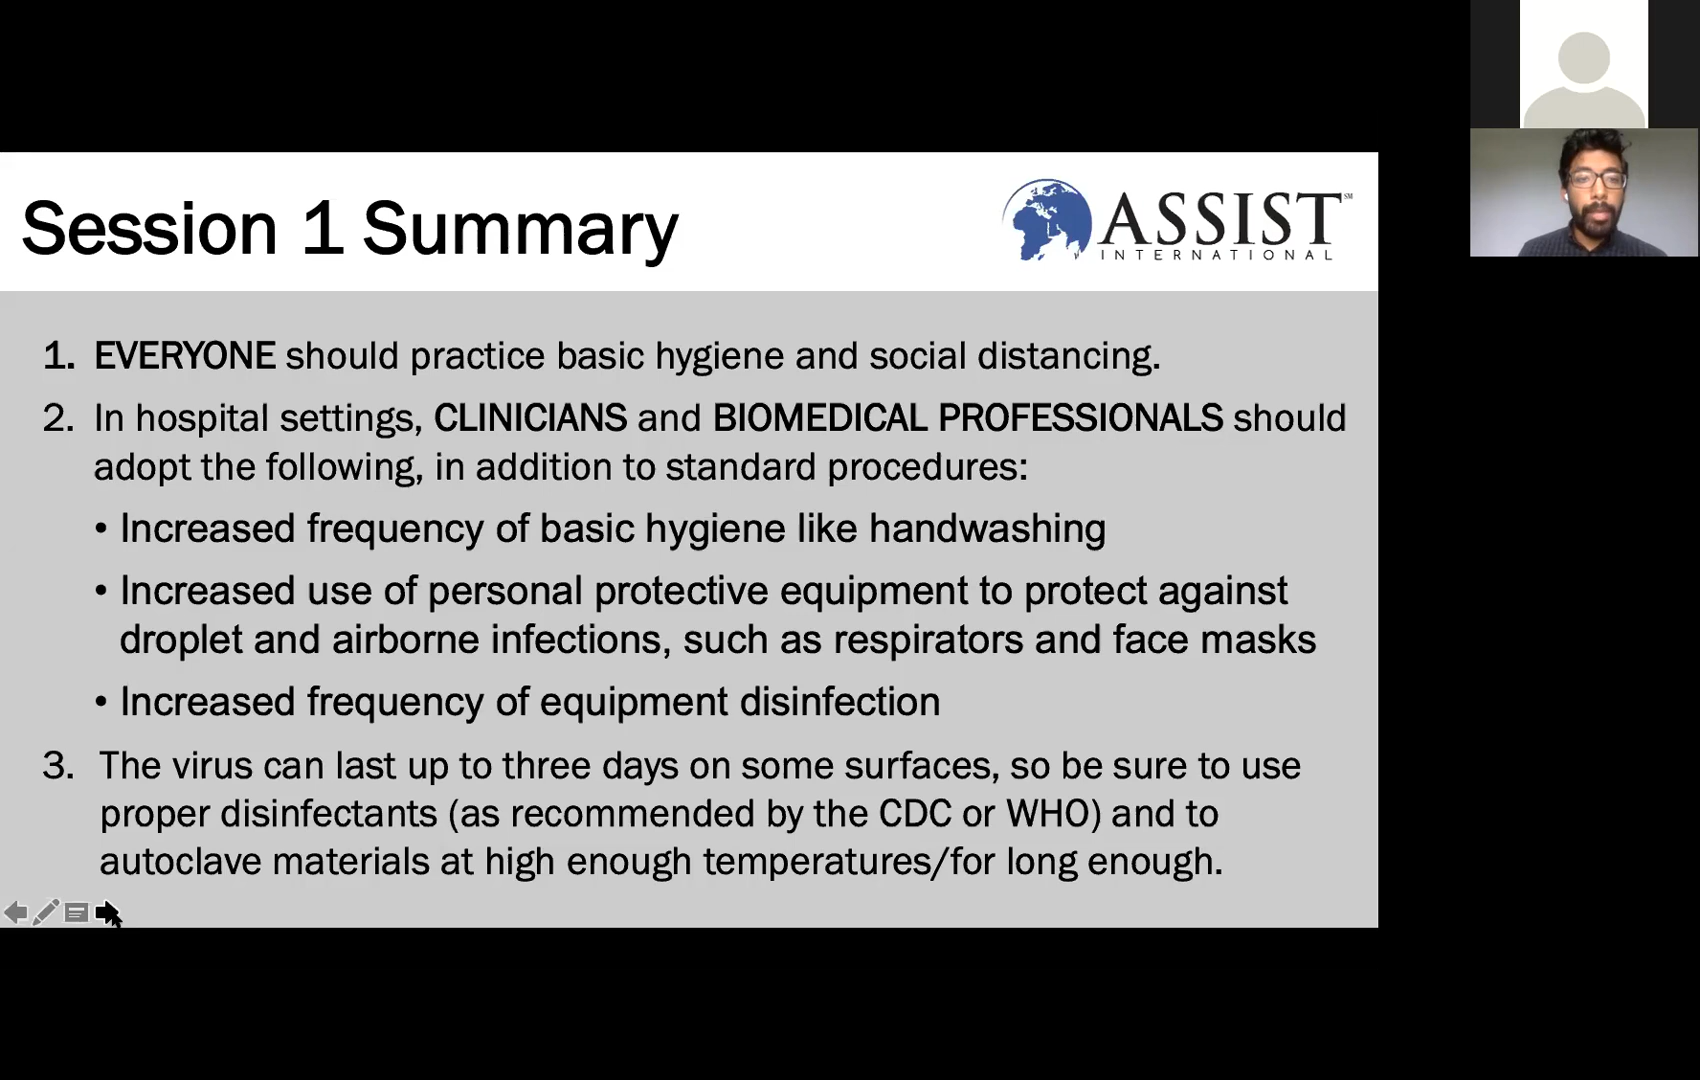 Session 1 Summary
ASSIST SM
INTERNATIONAL
1. EVERYONE should practice basic hygiene and social distancing.
2. In hospital settings, CLINICIANS and BIOMEDICAL PROFESSIONALS should
adopt the following, in addition to standard procedures:
• Increased frequency of basic hygiene like handwashing
• Increased use of personal protective equipment to protect against
droplet and airborne infections, such as respirators and face masks
• Increased frequency of equipment disinfection
3. The virus can last up to three days on some surfaces, so be sure to use
proper disinfectants (as recommended by the CDC or WHO) and to
autoclave materials at high enough temperatures/for long enough.